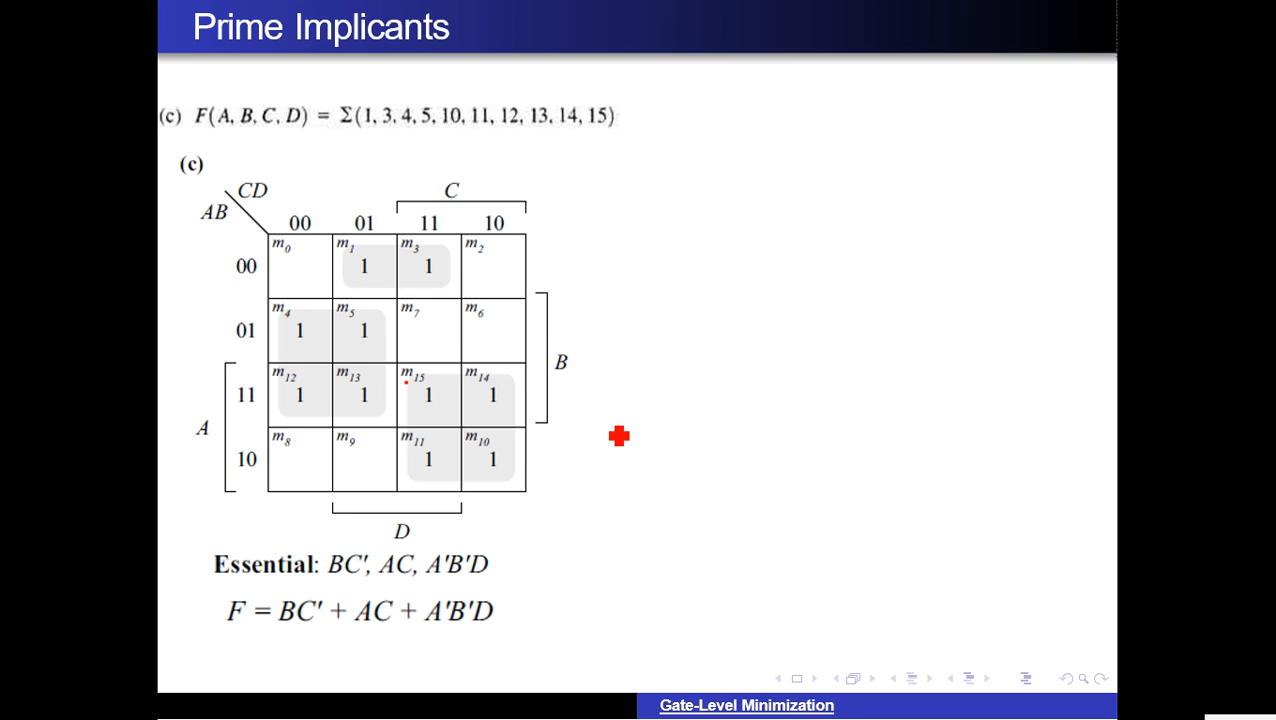 Prime Implicants
(c) F(A, B, C, D) = Σ(1, 3, 4, 5, 10, 11, 12, 13, 14, 15)
(c)
CD
C
AB
00 01 11 10
m0 m1 m3 m2
00 1 1
m4 m5 m7 m6
01 1 1
B
m12 m13 m15 m14
11 1 1 1 1
A
m8 m9 m11 m10
10 1 1
D
Essential: BC', AC, A'B'D
F = BC' + AC + A'B'D
Gate-Level Minimization